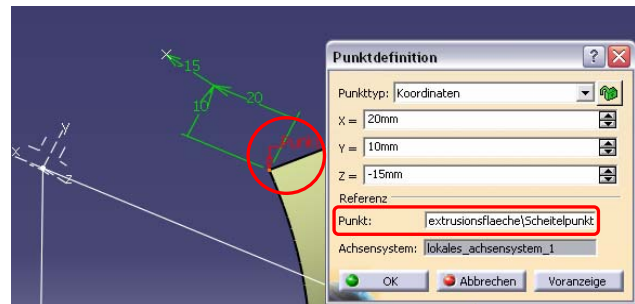 Punktdefinition
Punkttyp: Koordinaten
X = 20mm
Y = 10mm
Z = -15mm
Referenz
Punkt: extrusionsflaeche\Scheitelpunkt
Achsensystem: lokales_achsensystem_1
OK Abbrechen Voranzeige
15
20
10
y
x
z